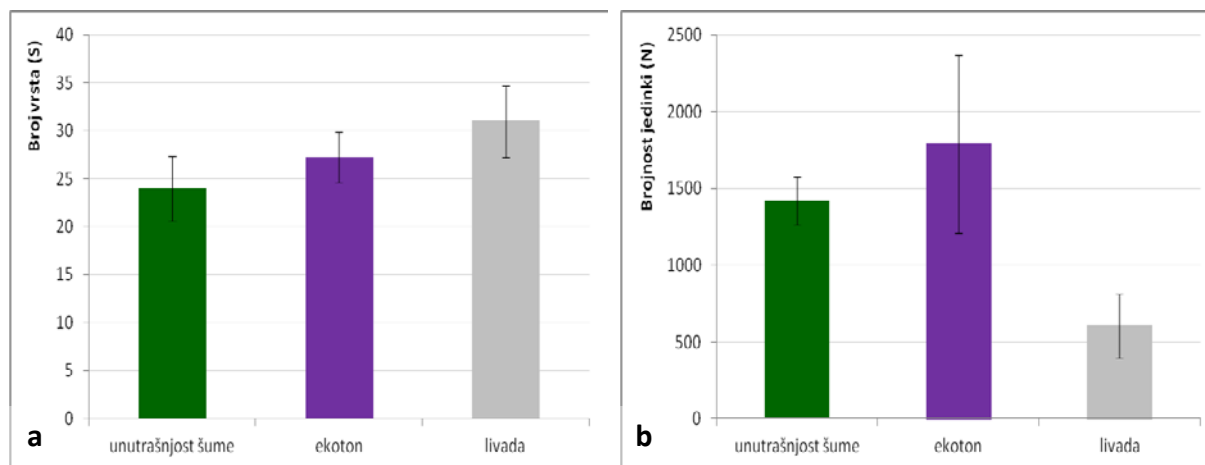 Broj vrsta (S)
40
35
30
25
20
15
10
5
0
unutrašnjost šume
ekoton
livada
a
Brojnost jedinki (N)
2500
2000
1500
1000
500
0
unutrašnjost šume
ekoton
livada
b